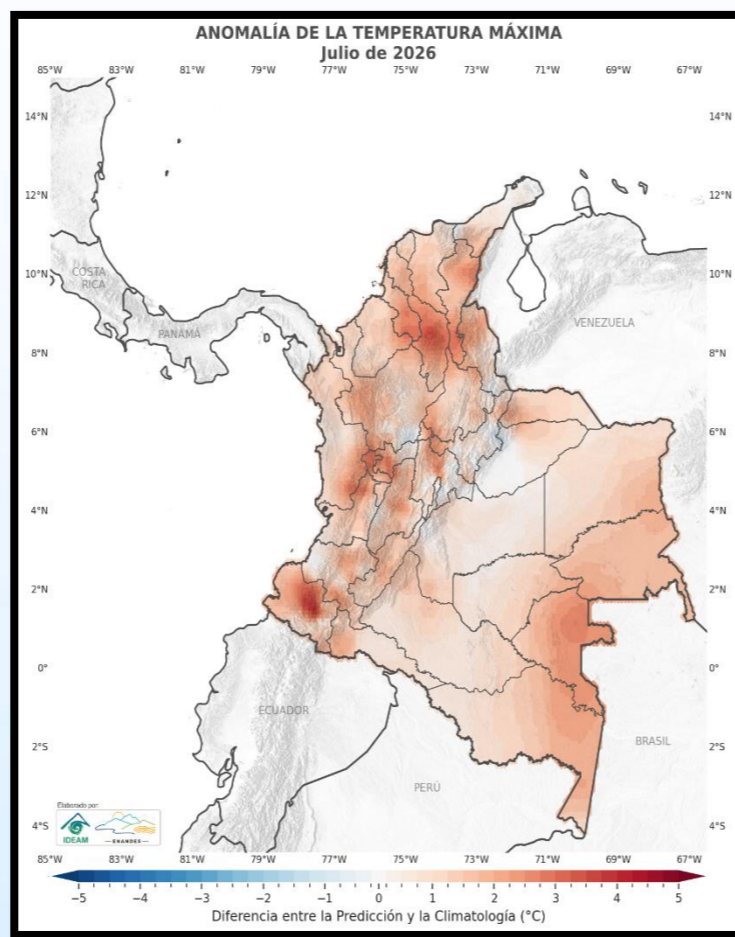 ANOMALÍA DE LA TEMPERATURA MÁXIMA
Julio de 2026
85°W 83°W 81°W 79°W 77°W 75°W 73°W 71°W 69°W 67°W
14°N 14°N
12°N 12°N
10°N 10°N
COSTA
RICA
PANAMÁ
VENEZUELA
8°N 8°N
6°N 6°N
4°N 4°N
2°N 2°N
0° 0°
ECUADOR
BRASIL
2°S 2°S
PERÚ
Elaborado por:
IDEAM
ENANDES
4°S 4°S
85°W 83°W 81°W 79°W 77°W 75°W 73°W 71°W 69°W 67°W
−5 −4 −3 −2 −1 0 1 2 3 4 5
Diferencia entre la Predicción y la Climatología (°C)